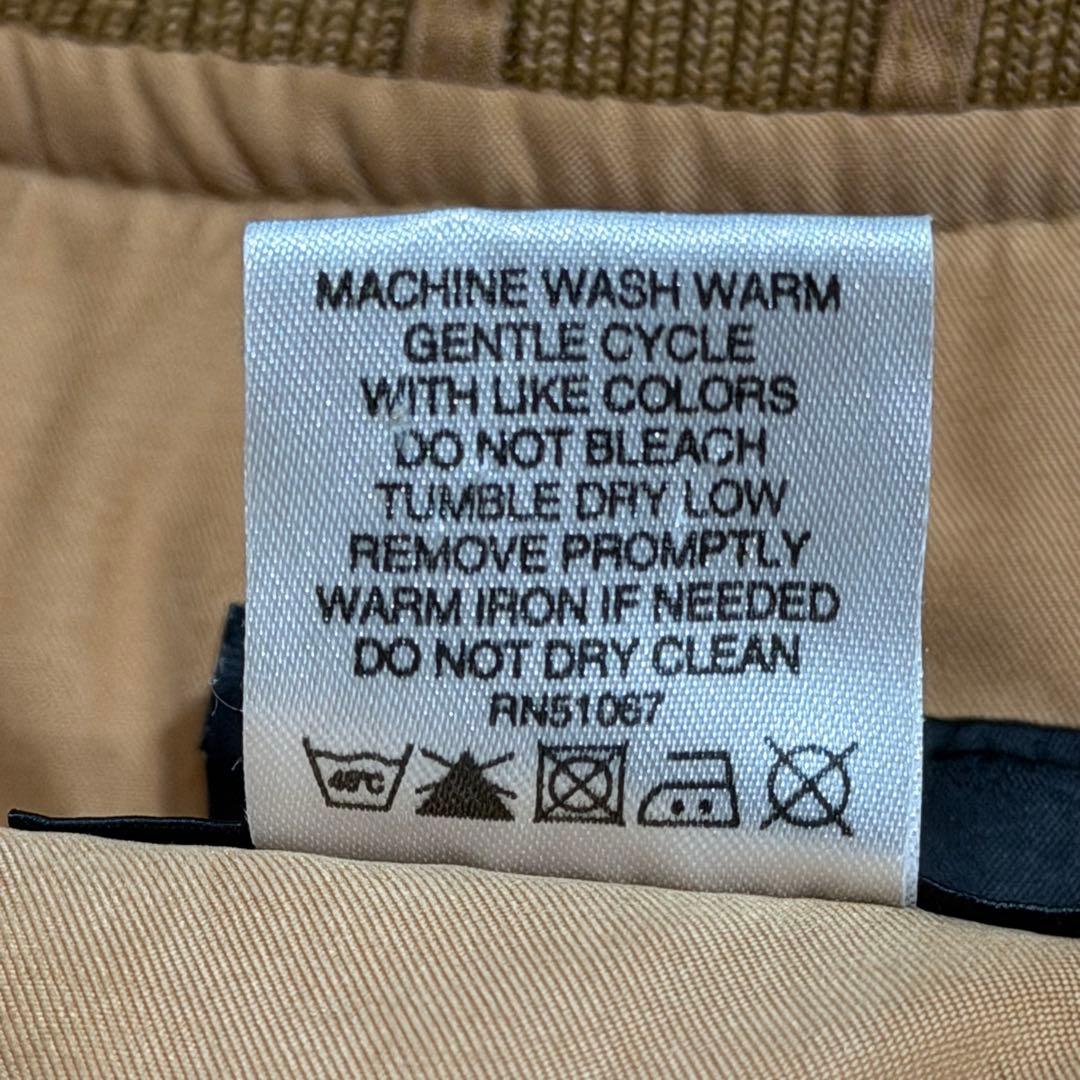 MACHINE WASH WARM
GENTLE CYCLE
WITH LIKE COLORS
DO NOT BLEACH
TUMBLE DRY LOW
REMOVE PROMPTLY
WARM IRON IF NEEDED
DO NOT DRY CLEAN
RN51067
40°C